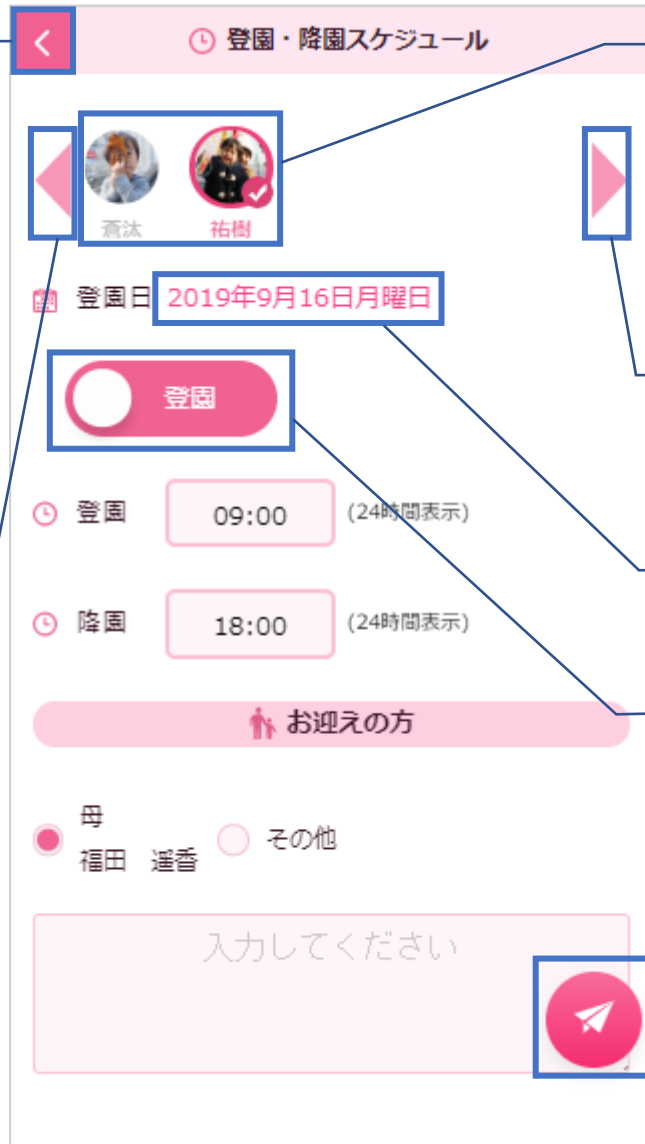 登園・降園スケジュール
蒼汰 祐樹
登園日 2019年9月16日月曜日
登園
登園 09:00 (24時間表示)
降園 18:00 (24時間表示)
お迎えの方
母
福田　遥香
その他
入力してください